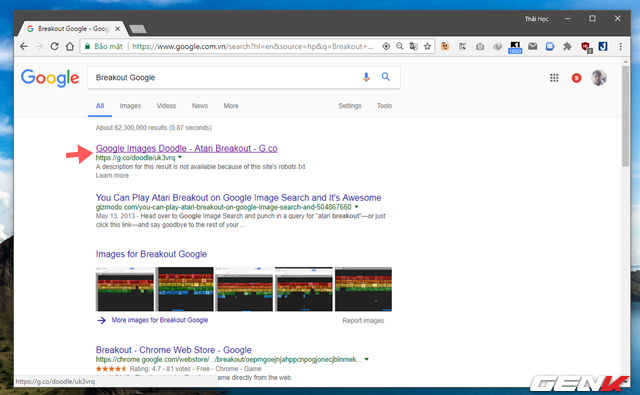 Thái Học
Breakout Google - Googl
Bảo mật
https://www.google.com.vn/search?hl=en&source=hp&q=Breakout+...
Google
Breakout Google
9
All Images Videos News More Settings Tools
About 62,300,000 results (0.87 seconds)
Google Images Doodle - Atari Breakout - G.co
https://g.co/doodle/uk3vrq
A description for this result is not available because of this site's robots.txt
Learn more
You Can Play Atari Breakout on Google Image Search and It's Awesome
gizmodo.com/you-can-play-atari-breakout-on-google-image-search-and-504867660
May 13, 2013 - Head over to Google Image Search and punch in a query for "atari breakout"—or just
click this link—and say goodbye to the rest of your ...
Images for Breakout Google
More images for Breakout Google
Report images
Breakout - Chrome Web Store - Google
https://chrome.google.com/webstore/.../breakout/oepmgoejnjahppcnpogjonecjbinmek...
Rating: 4.7 - 81 votes - Free - Chrome - Game
game directly from the web.
https://g.co/doodle/uk3vrq
GENK